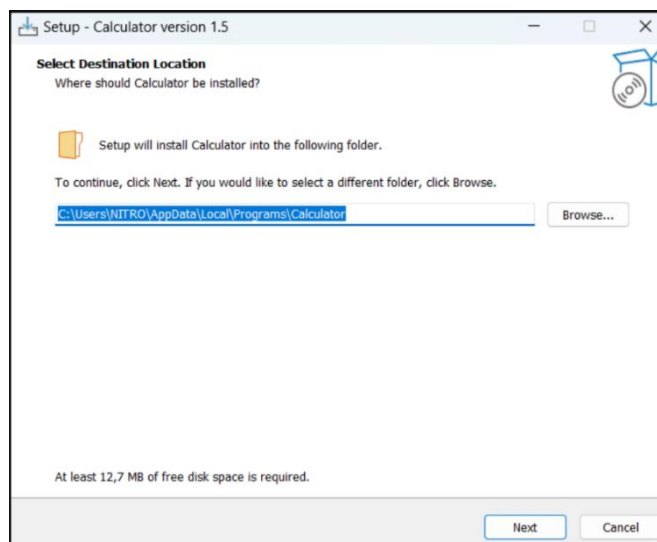 Setup - Calculator version 1.5
Select Destination Location
Where should Calculator be installed?
Setup will install Calculator into the following folder.
To continue, click Next. If you would like to select a different folder, click Browse.
C:\Users\NITRO\AppData\Local\Programs\Calculator
Browse...
At least 12,7 MB of free disk space is required.
Next
Cancel